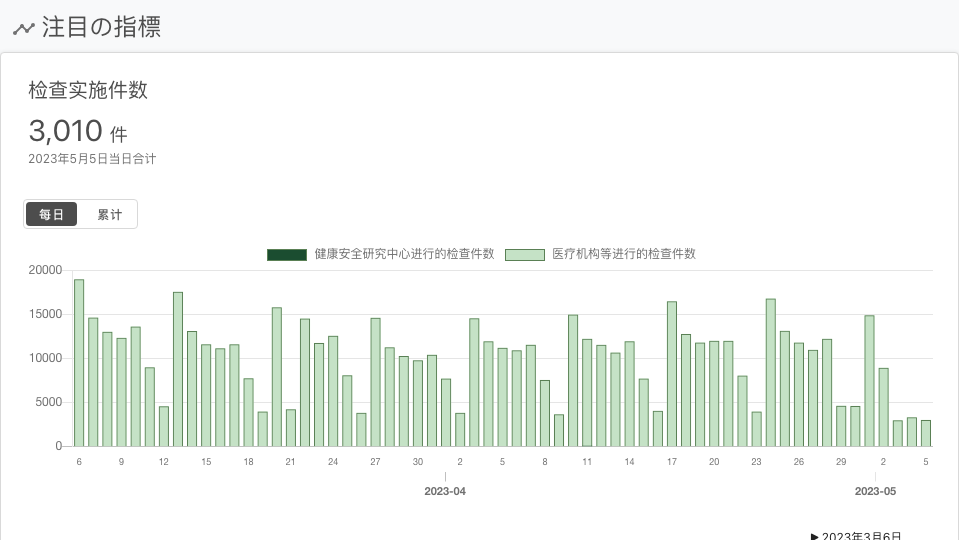 注目の指標
检查实施件数
3,010 件
2023年5月5日当日合计
每日 累计
健康安全研究中心进行的检查件数 医疗机构等进行的检查件数
20000
15000
10000
5000
0
6 9 12 15 18 21 24 27 30 2 5 8 11 14 17 20 23 26 29 2 5
2023-04 2023-05
▶ 2023年3月6日